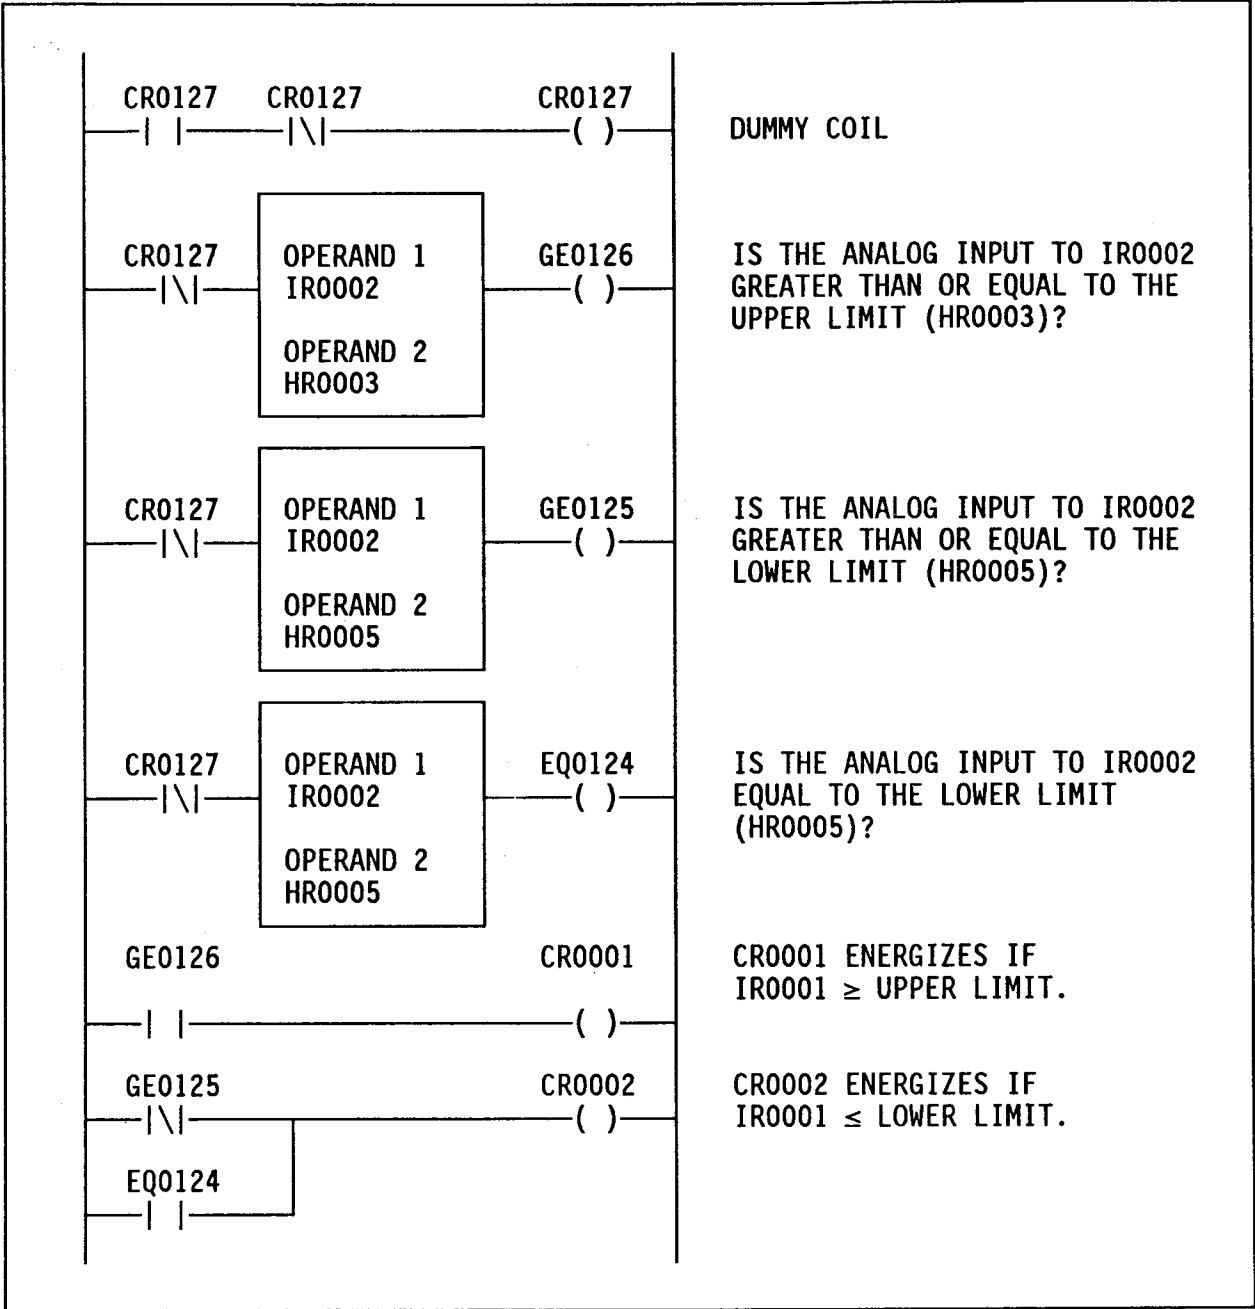 CR0127 CR0127 CR0127
DUMMY COIL
CR0127
OPERAND 1
IR0002
OPERAND 2
HR0003
GE0126
IS THE ANALOG INPUT TO IR0002
GREATER THAN OR EQUAL TO THE
UPPER LIMIT (HR0003)?
CR0127
OPERAND 1
IR0002
OPERAND 2
HR0005
GE0125
IS THE ANALOG INPUT TO IR0002
GREATER THAN OR EQUAL TO THE
LOWER LIMIT (HR0005)?
CR0127
OPERAND 1
IR0002
OPERAND 2
HR0005
EQ0124
IS THE ANALOG INPUT TO IR0002
EQUAL TO THE LOWER LIMIT
(HR0005)?
GE0126 CR0001
CR0001 ENERGIZES IF
IR0001 ≥ UPPER LIMIT.
GE0125 CR0002
CR0002 ENERGIZES IF
IR0001 ≤ LOWER LIMIT.
EQ0124